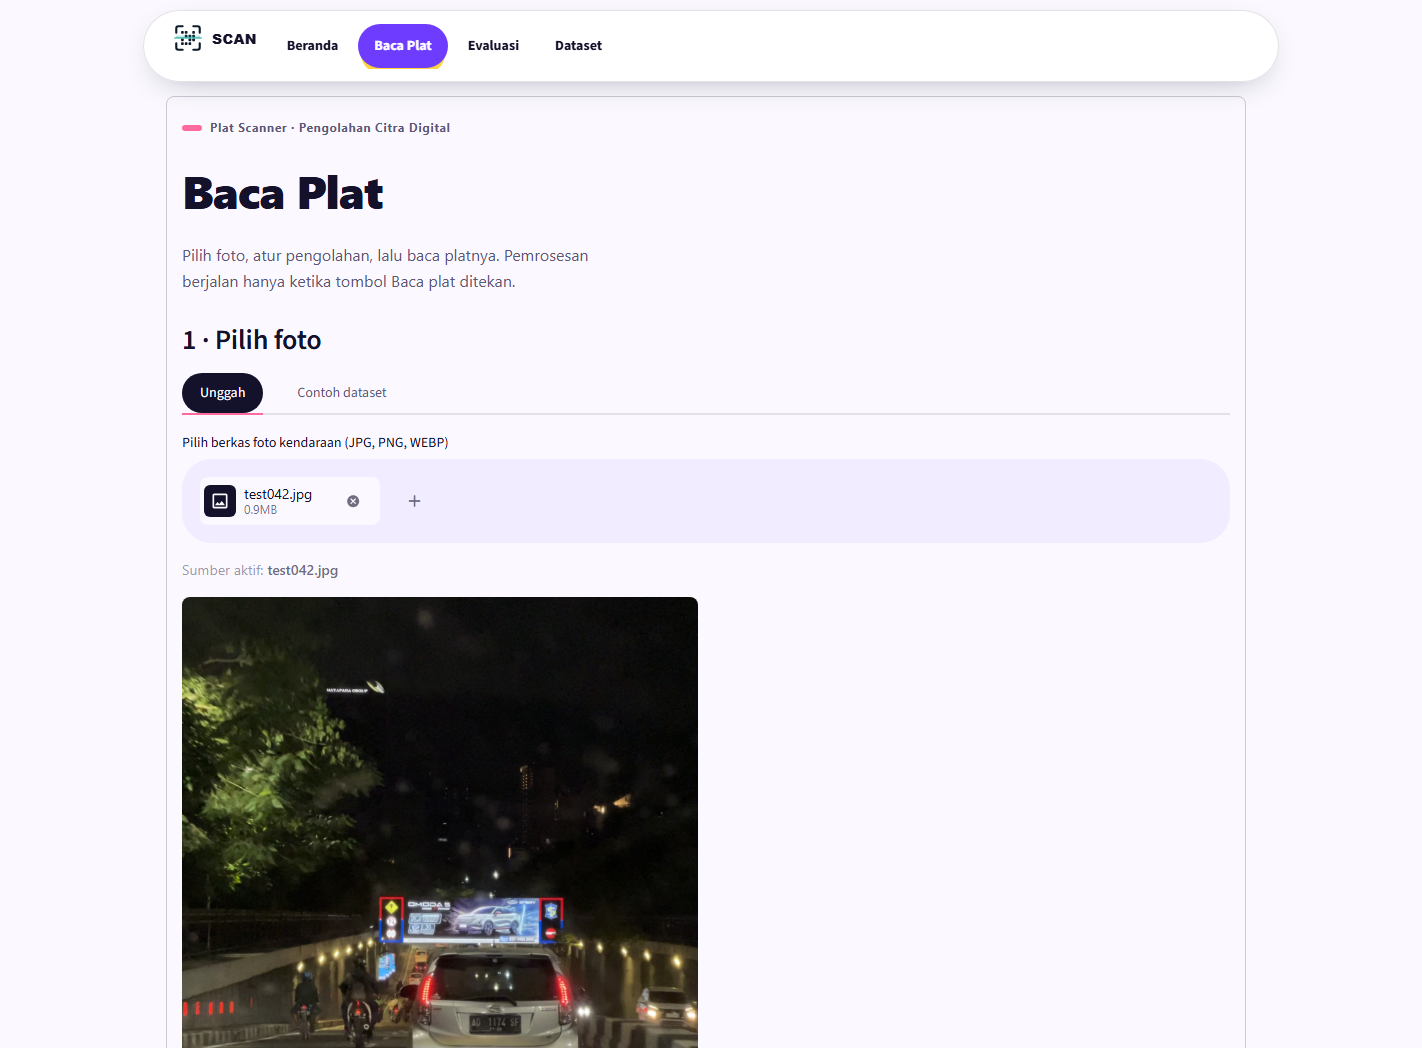 SCAN
Beranda
Baca Plat
Evaluasi
Dataset
Plat Scanner · Pengolahan Citra Digital
Baca Plat
Pilih foto, atur pengolahan, lalu baca platnya. Pemrosesan
berjalan hanya ketika tombol Baca plat ditekan.
1 · Pilih foto
Unggah
Contoh dataset
Pilih berkas foto kendaraan (JPG, PNG, WEBP)
test042.jpg
0.9MB
Sumber aktif: test042.jpg
OMODA 5
AD 1174 SF